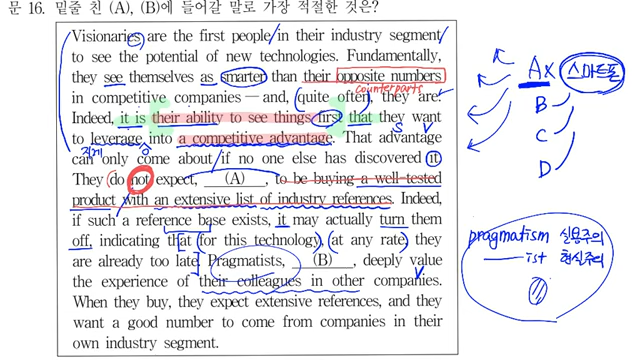 문 16. 밑줄 친 (A), (B)에 들어갈 말로 가장 적절한 것은?
Visionaries are the first people in their industry segment
to see the potential of new technologies. Fundamentally,
they see themselves as smarter than their opposite numbers
counterparts
in competitive companies — and, quite often, they are.
Indeed, it is their ability to see things first that they want
S V
to leverage into a competitive advantage. That advantage
can only come about if no one else has discovered it.
They do not expect, (A), to be buying a well-tested
product with an extensive list of industry references. Indeed,
if such a reference base exists, it may actually turn them
off, indicating that (for this technology), (at any rate) they
are already too late. Pragmatists, (B), deeply value
the experience of their colleagues in other companies.
V
When they buy, they expect extensive references, and they
want a good number to come from companies in their
own industry segment.
A 스마트폰
B
C
D
pragmatism 실용주의
ist 현실주의